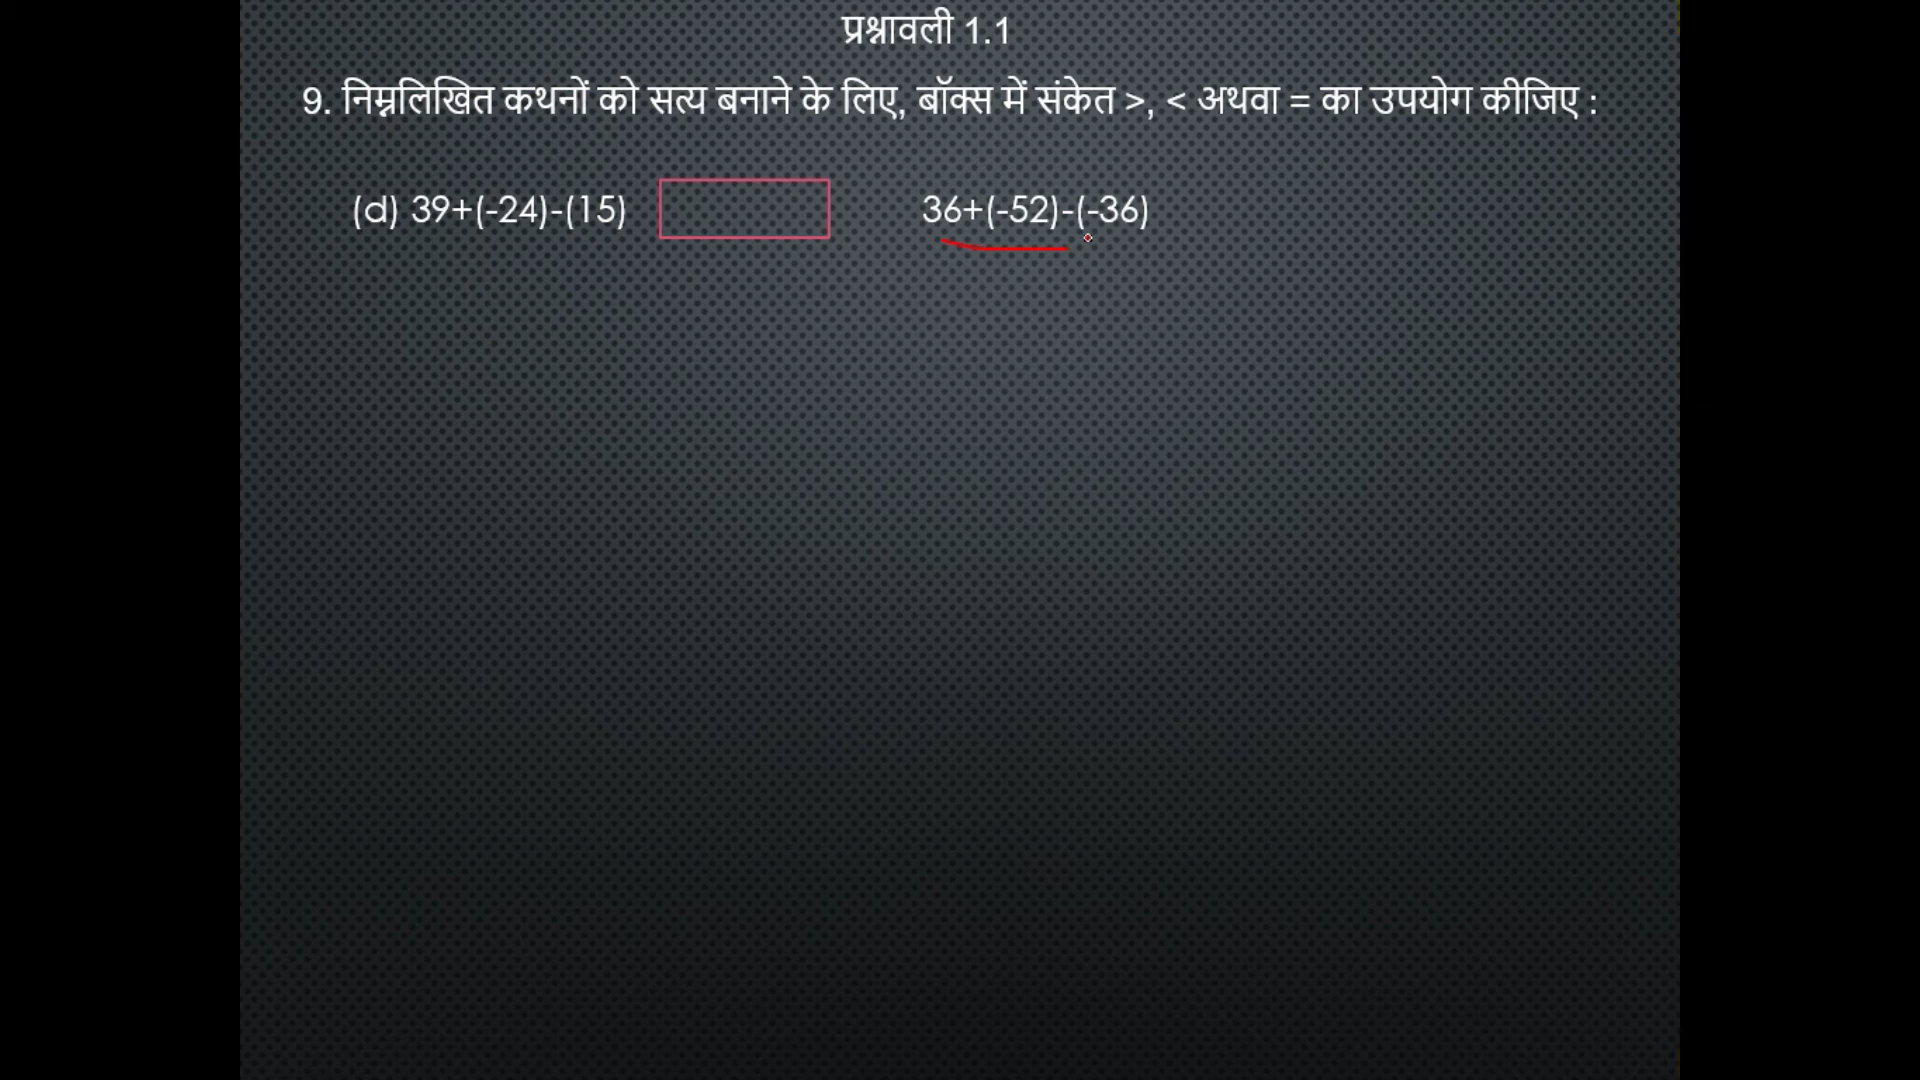 प्रश्नावली 1.1
9. निम्नलिखित कथनों को सत्य बनाने के लिए, बॉक्स में संकेत >, < अथवा = का उपयोग कीजिए :
(d) 39+(-24)-(15) 36+(-52)-(-36)